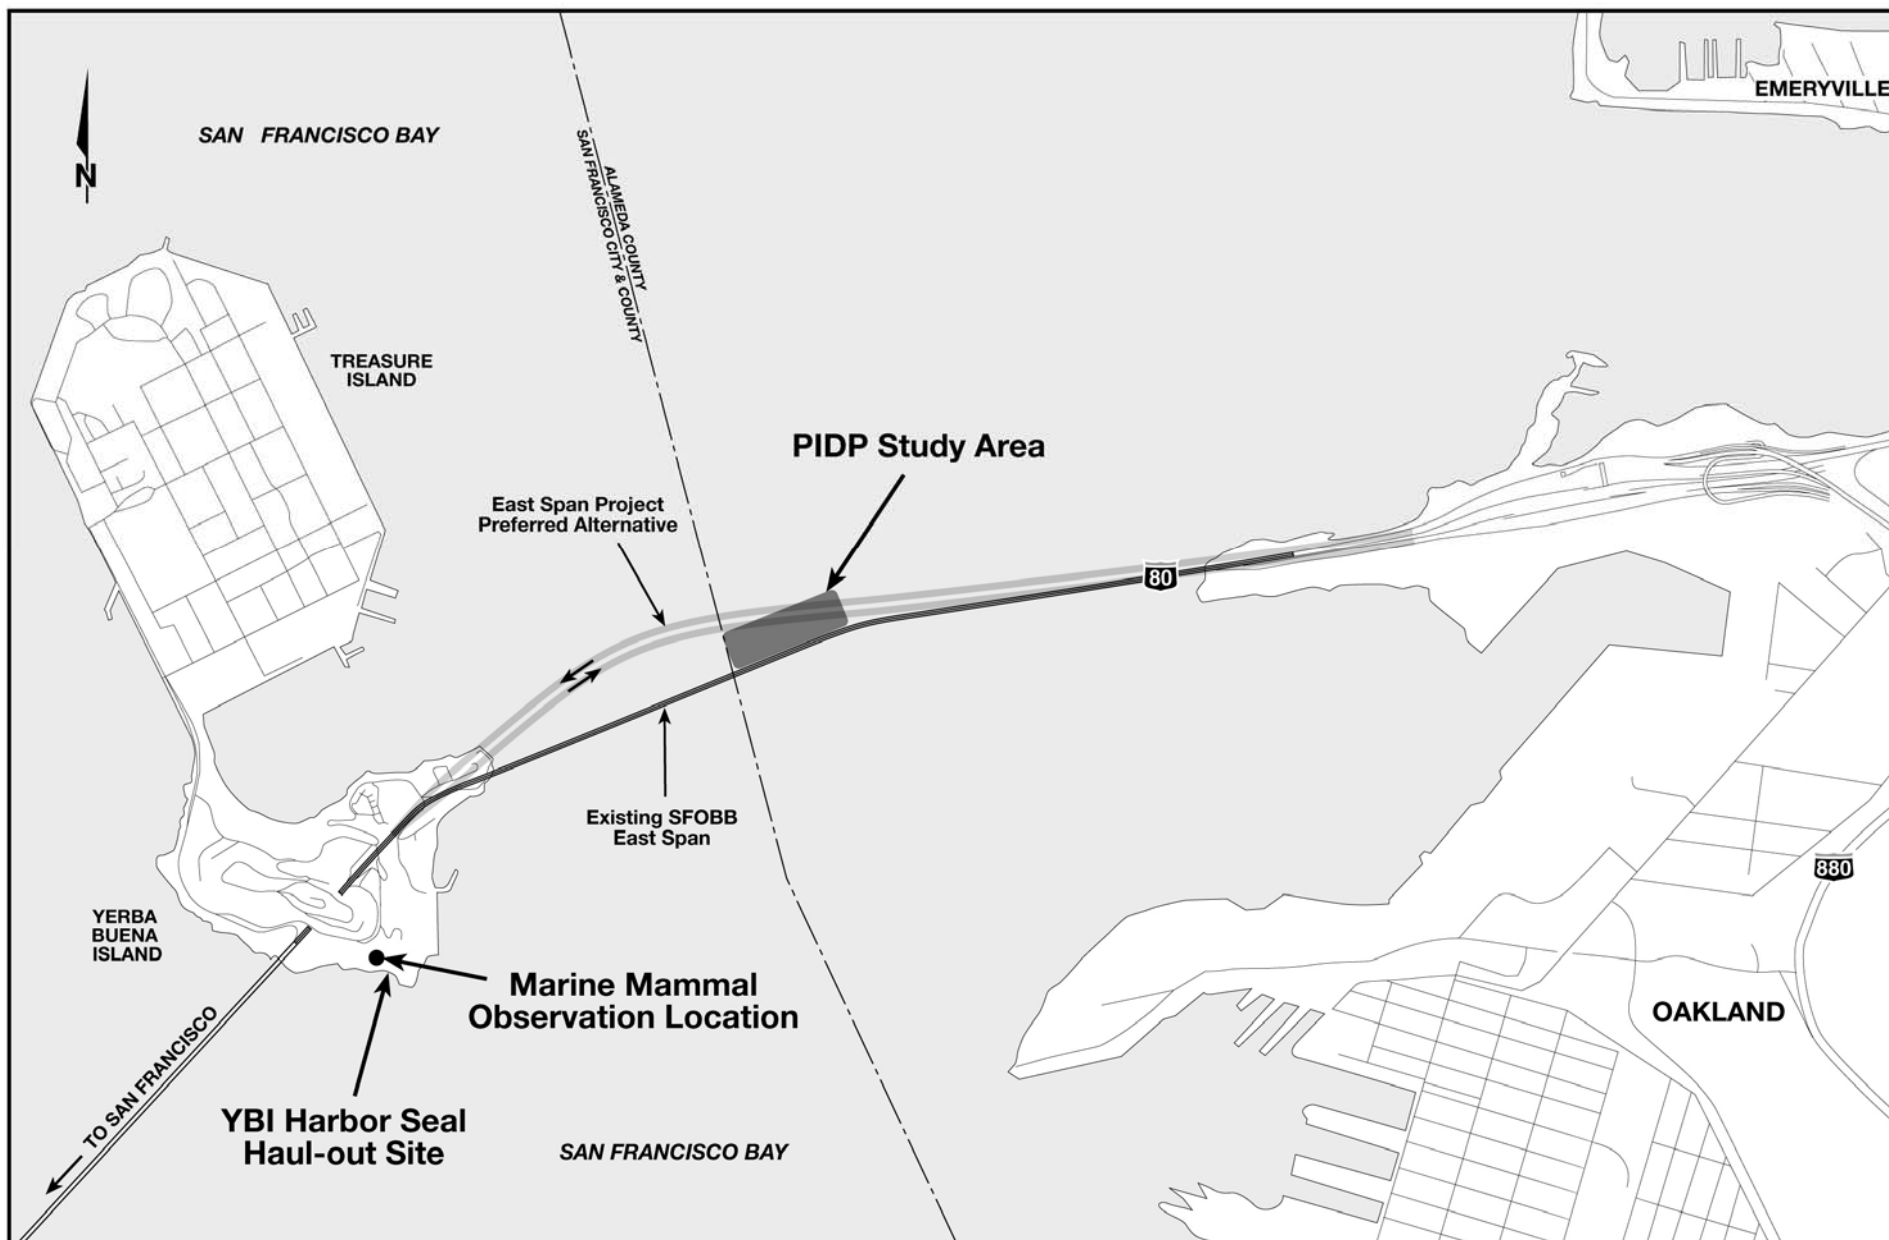 EMERYVILLE
SAN FRANCISCO BAY
N
ALAMEDA COUNTY
SAN FRANCISCO CITY & COUNTY
TREASURE
ISLAND
PIDP Study Area
East Span Project
Preferred Alternative
80
Existing SFOBB
East Span
880
YERBA
BUENA
ISLAND
Marine Mammal
Observation Location
OAKLAND
TO SAN FRANCISCO
YBI Harbor Seal
Haul-out Site
SAN FRANCISCO BAY